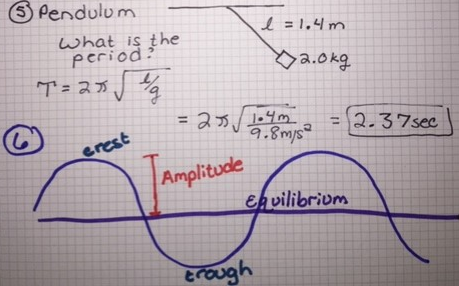 ⑤ Pendulum
l = 1.4 m
What is the
period?
2.0kg
T = 2π √(l/g)
= 2π √(1.4m / 9.8m/s²) = 2.37sec
⑥
crest
Amplitude
Equilibrium
trough